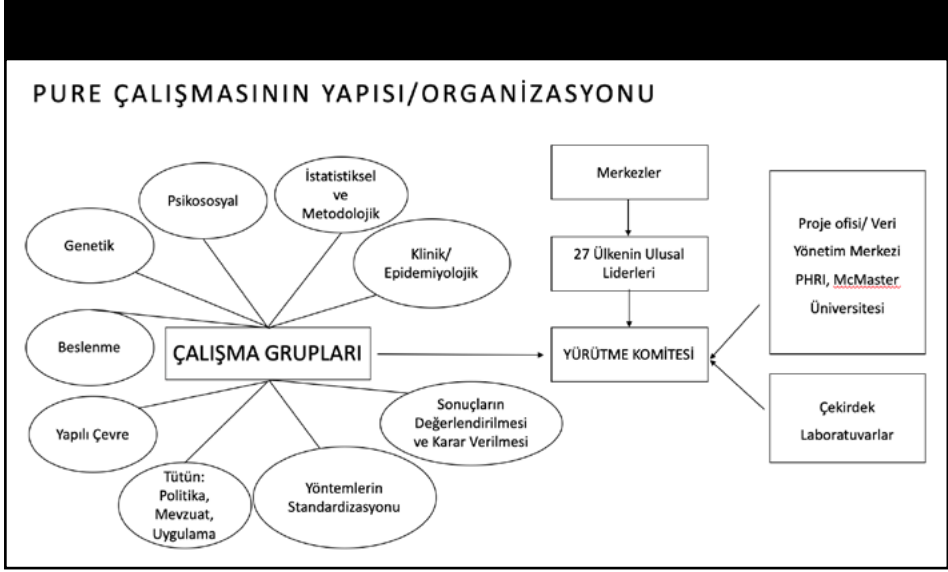 PURE ÇALIŞMASININ YAPISI/ORGANİZASYONU
İstatistiksel
ve
Metodolojik
Psikososyal
Genetik
Klinik/
Epidemiyolojik
Beslenme
ÇALIŞMA GRUPLARI
Yapılı Çevre
Tütün:
Politika,
Mevzuat,
Uygulama
Yöntemlerin
Standardizasyonu
Sonuçların
Değerlendirilmesi
ve Karar Verilmesi
Merkezler
27 Ülkenin Ulusal
Liderleri
YÜRÜTME KOMİTESİ
Proje ofisi/ Veri
Yönetim Merkezi
PHRI, McMaster
Üniversitesi
Çekirdek
Laboratuvarlar